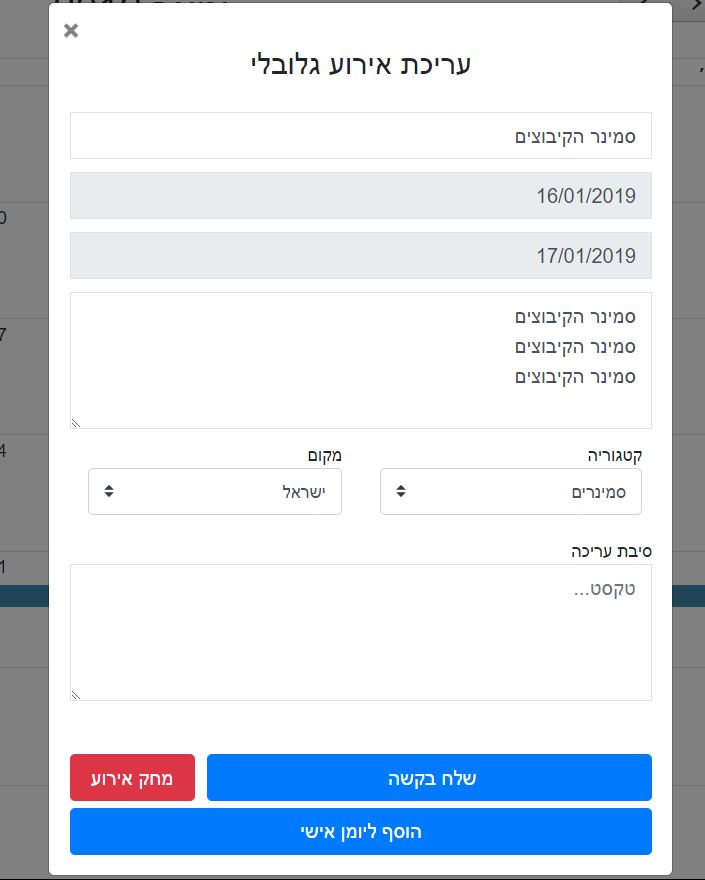 ×
עריכת אירוע גלובלי
סמינר הקיבוצים
16/01/2019
17/01/2019
סמינר הקיבוצים
סמינר הקיבוצים
סמינר הקיבוצים
קטגוריה
מקום
סמינרים
ישראל
סיבת עריכה
טקסט...
שלח בקשה
מחק אירוע
הוסף ליומן אישי